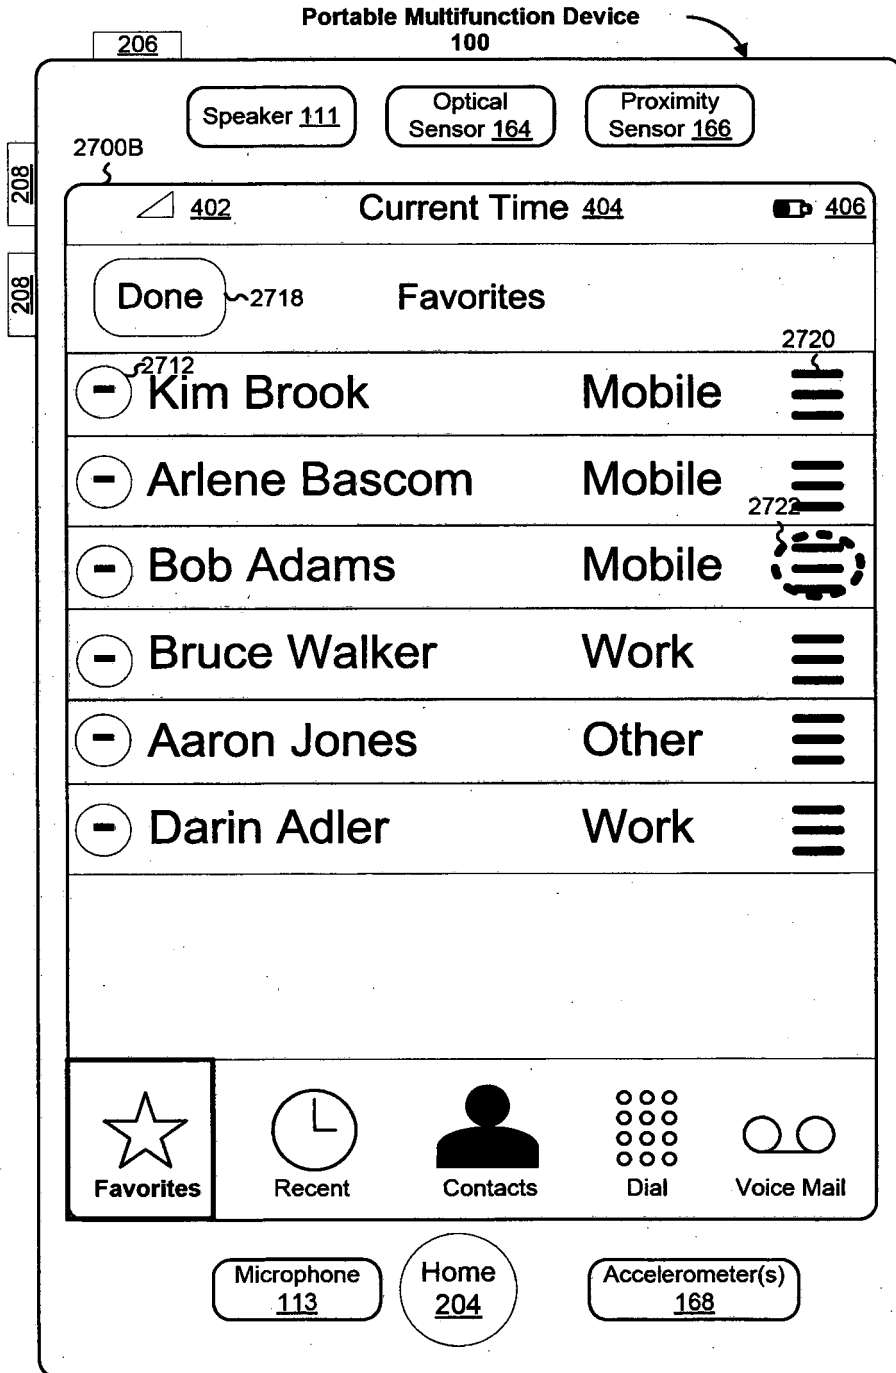 Portable Multifunction Device
100
206
Speaker 111
Optical
Sensor 164
Proximity
Sensor 166
2700B
208
402
Current Time 404
406
208
Done
2718
Favorites
2720
2712
Kim Brook Mobile
Arlene Bascom Mobile
2722
Bob Adams Mobile
Bruce Walker Work
Aaron Jones Other
Darin Adler Work
Favorites
Recent
Contacts
Dial
Voice Mail
Microphone
113
Home
204
Accelerometer(s)
168